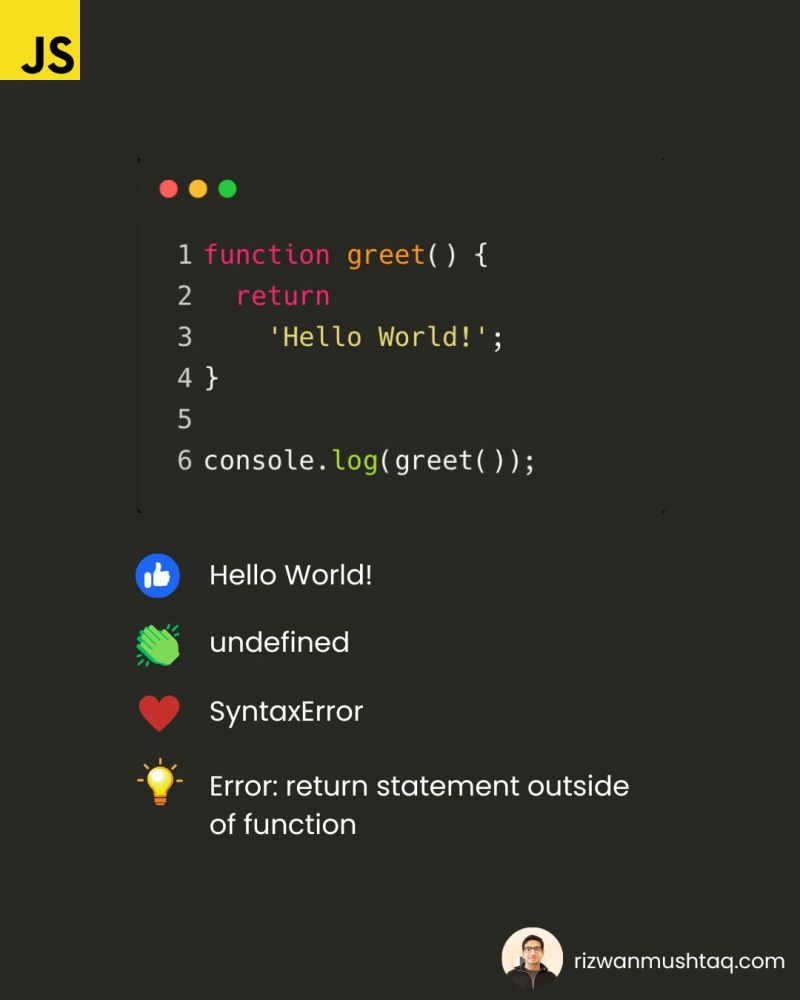 JS
1 function greet() {
2   return
3     'Hello World!';
4 }
5
6 console.log(greet());
Hello World!
undefined
SyntaxError
Error: return statement outside
of function
rizwanmushtaq.com